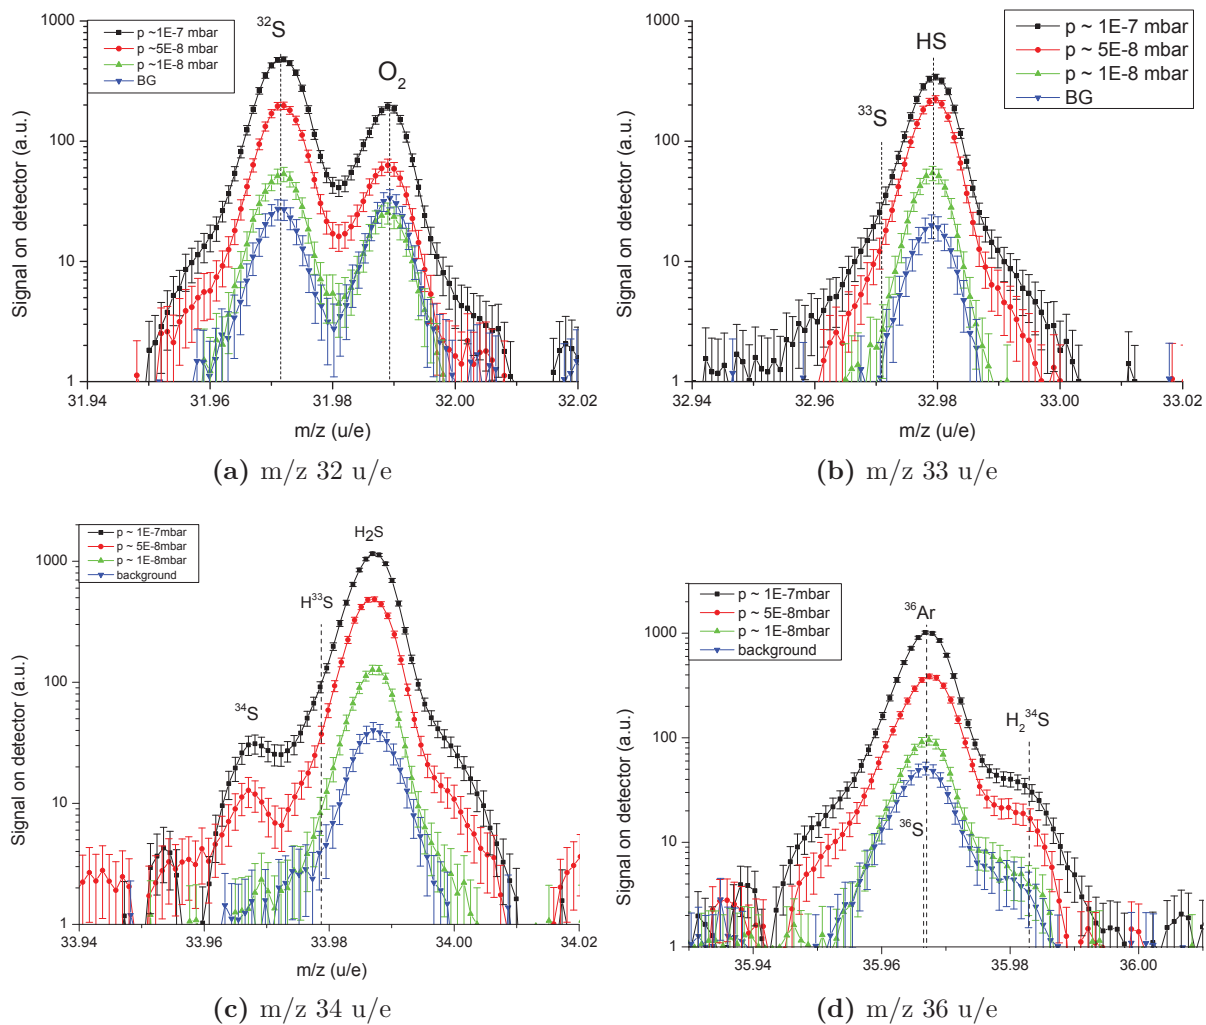 1000
100
10
1
Signal on detector (a.u.)
p ~1E-7 mbar
p ~5E-8 mbar
p ~1E-8 mbar
BG
³²S
O₂
31.94 31.96 31.98 32.00 32.02
m/z (u/e)
(a) m/z 32 u/e
1000
100
10
1
Signal on detector (a.u.)
p ~ 1E-7 mbar
p ~ 5E-8 mbar
p ~ 1E-8 mbar
BG
HS
³³S
32.94 32.96 32.98 33.00 33.02
m/z (u/e)
(b) m/z 33 u/e
1000
100
10
1
Signal on detector (a.u.)
p ~ 1E-7mbar
p ~ 5E-8mbar
p ~ 1E-8mbar
background
H₂S
H³³S
³⁴S
33.94 33.96 33.98 34.00 34.02
m/z (u/e)
(c) m/z 34 u/e
1000
100
10
1
Signal on detector (a.u.)
p ~ 1E-7mbar
p ~ 5E-8mbar
p ~ 1E-8mbar
background
³⁶Ar
H₂³⁴S
³⁶S
35.94 35.96 35.98 36.00
(d) m/z 36 u/e